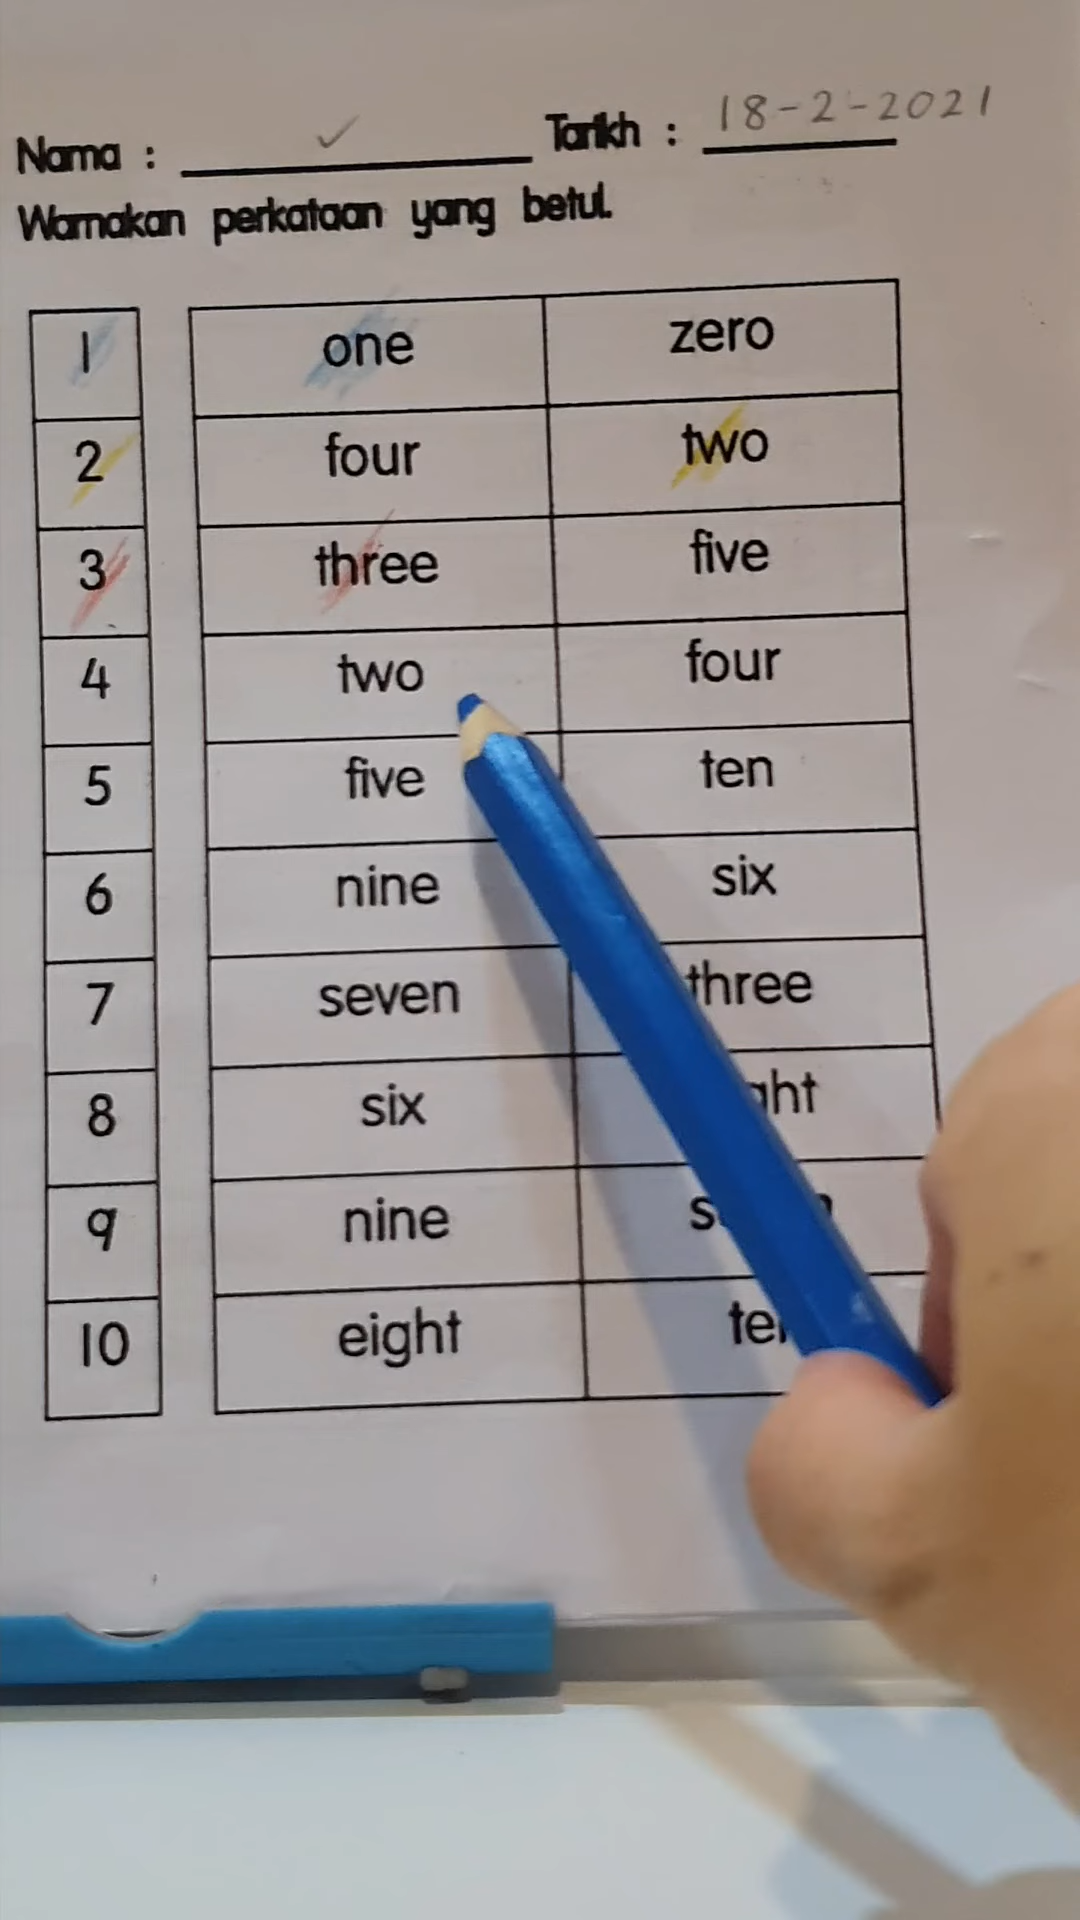 Nama : ✓ Tarikh : 18-2-2021
Warnakan perkataan yang betul.
1 one zero
2 four two
3 three five
4 two four
5 five ten
6 nine six
7 seven three
8 six
9 nine
10 eight